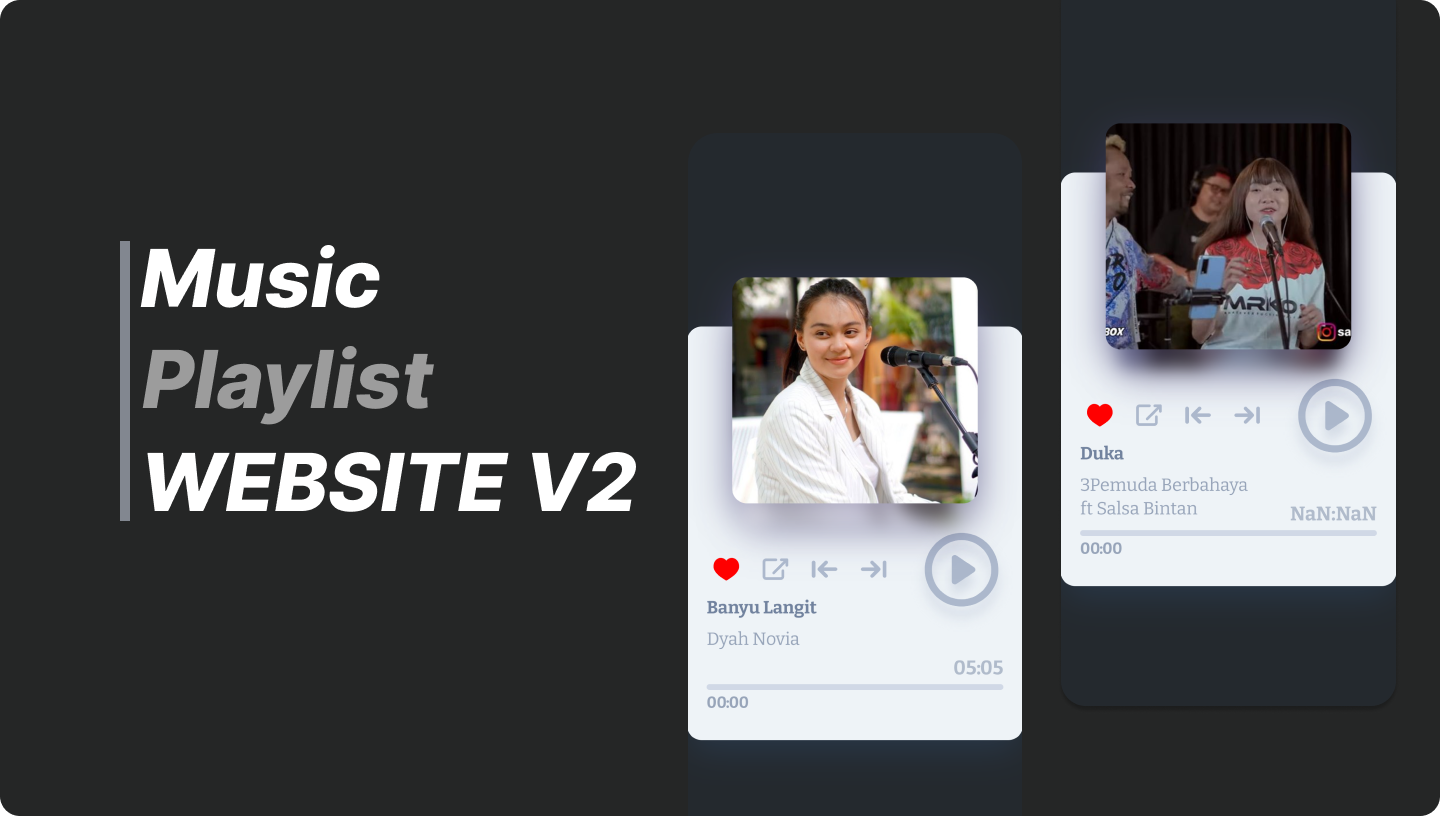 Music
Playlist
WEBSITE V2
Banyu Langit
Dyah Novia
05:05
00:00
MRKO
BOX
sa
Duka
3Pemuda Berbahaya
ft Salsa Bintan
NaN:NaN
00:00